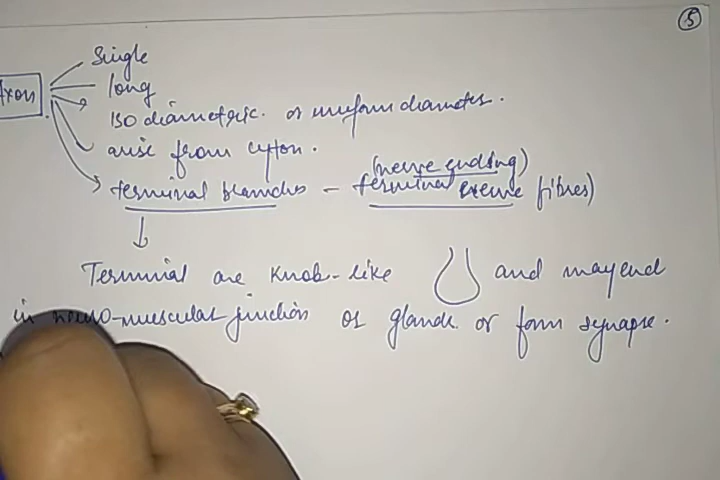 5
Single
long
Axon
Iso diametric or uniform diameter.
arise from cyton.
(nerve ending)
terminal branches - terminal nerve fibres)
Terminal are knob-like and may end
in neuro-muscular junction or glands or form synapse.